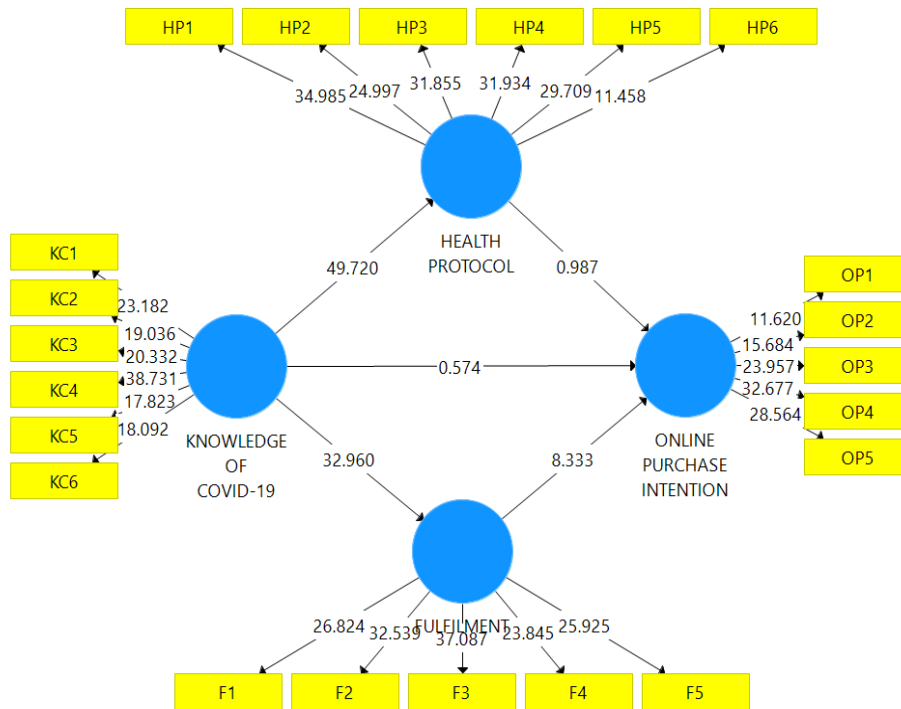 HP1 HP2 HP3 HP4 HP5 HP6
34.985 24.997 31.855 31.934 29.709 11.458
HEALTH
PROTOCOL
49.720 0.987
KC1
KC2
KC3
KC4
KC5
KC6
23.182
19.036
20.332
38.731
17.823
18.092
KNOWLEDGE
OF
COVID-19
0.574
OP1
OP2
OP3
OP4
OP5
11.620
15.684
23.957
32.677
28.564
ONLINE
PURCHASE
INTENTION
32.960 8.333
FULFILMENT
26.824 32.539 37.087 23.845 25.925
F1 F2 F3 F4 F5